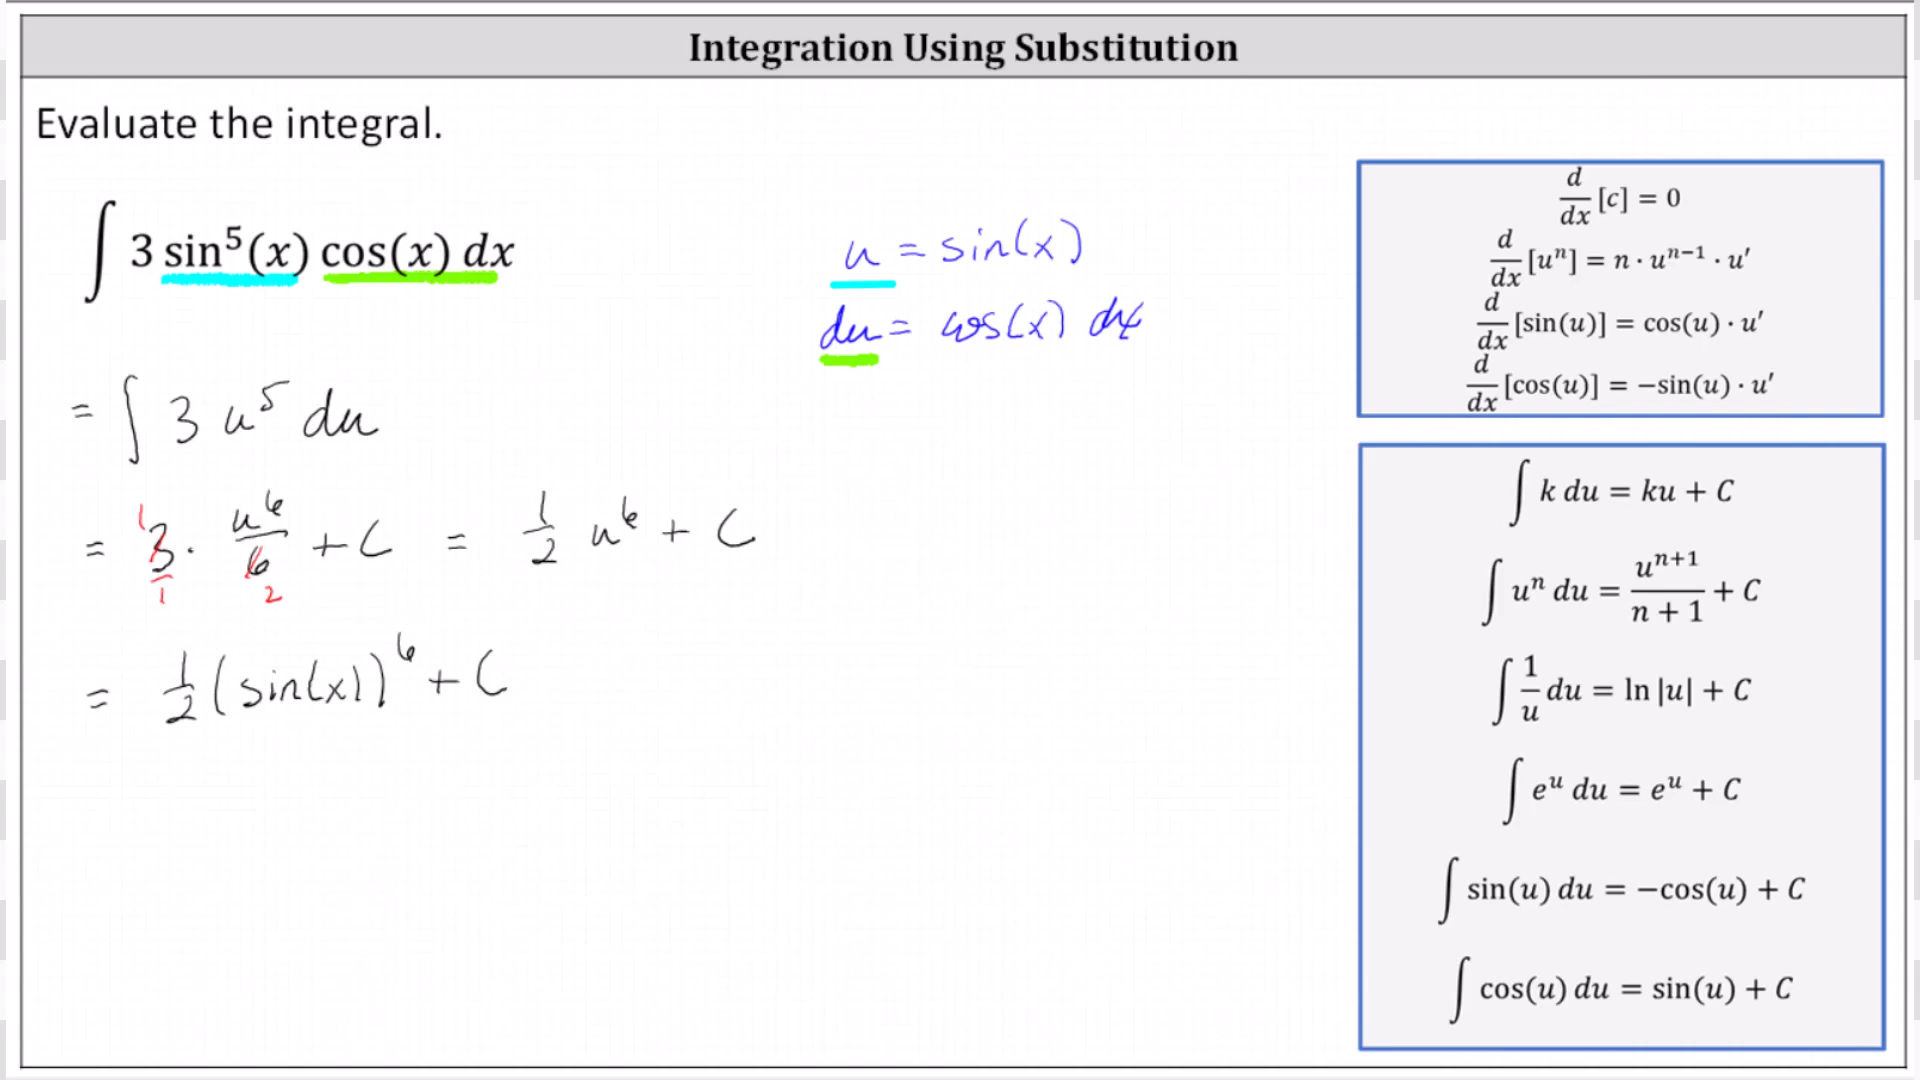 Integration Using Substitution
Evaluate the integral.
∫ 3 sin⁵(x) cos(x) dx
u = sin(x)
du = cos(x) dx
= ∫ 3 u⁵ du
= 3 · u⁶/6 + C = 1/2 u⁶ + C
1
1 2
= 1/2 (sin(x))⁶ + C
d/dx [c] = 0
d/dx [uⁿ] = n · uⁿ⁻¹ · u′
d/dx [sin(u)] = cos(u) · u′
d/dx [cos(u)] = −sin(u) · u′
∫ k du = ku + C
∫ uⁿ du = uⁿ⁺¹/n + 1 + C
∫ 1/u du = ln |u| + C
∫ eᵘ du = eᵘ + C
∫ sin(u) du = −cos(u) + C
∫ cos(u) du = sin(u) + C